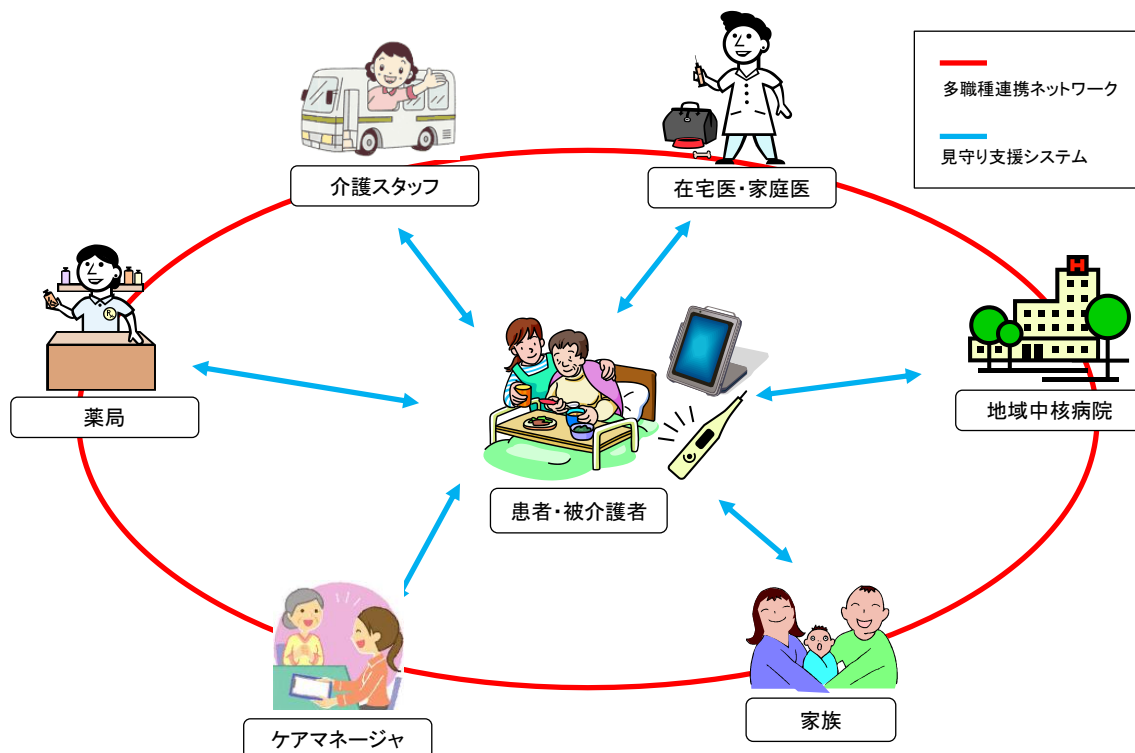 多職種連携ネットワーク
見守り支援システム
介護スタッフ
在宅医・家庭医
H
薬局
地域中核病院
患者・被介護者
ケアマネージャ
家族